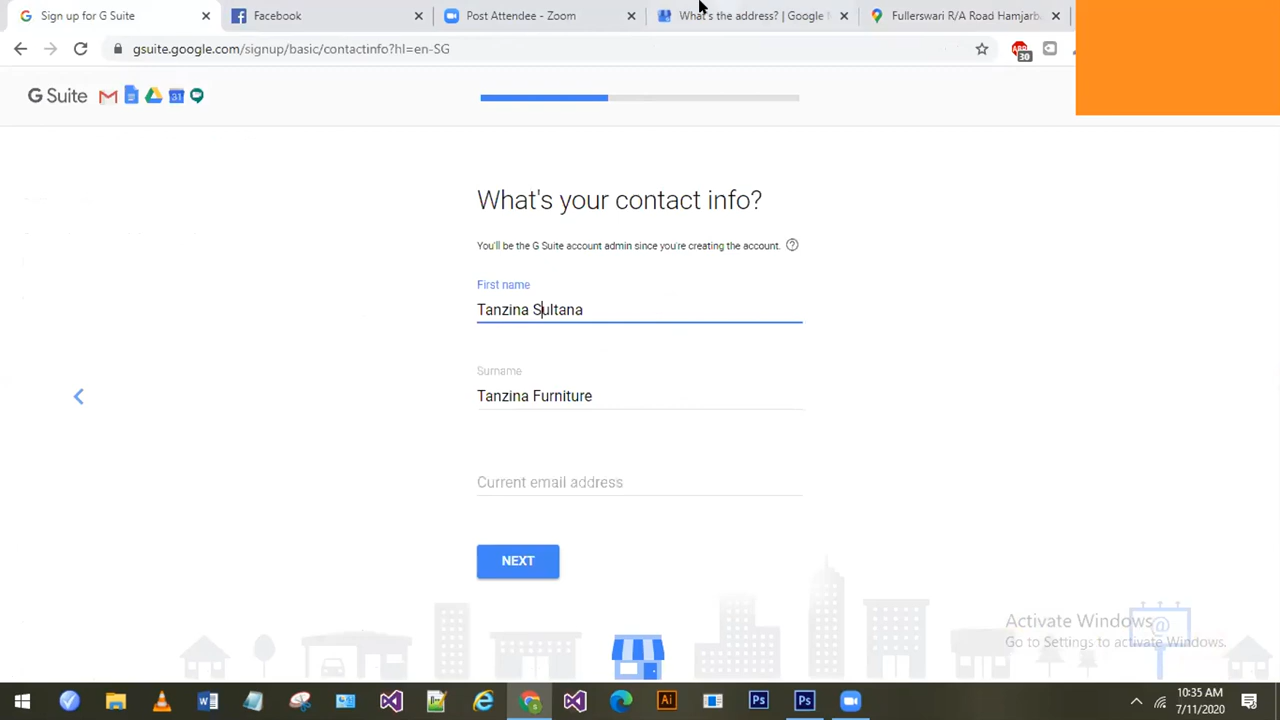 Sign up for G Suite
Facebook
Post Attendee - Zoom
What's the address? | Google
Fullerswari R/A Road Hamjarb
gsuite.google.com/signup/basic/contactinfo?hl=en-SG
30
G Suite
31
What's your contact info?
You'll be the G Suite account admin since you're creating the account.
First name
Tanzina Sultana
Surname
Tanzina Furniture
Current email address
NEXT
Activate Windows
Go to Settings to activate Windows.
10:35 AM
7/11/2020